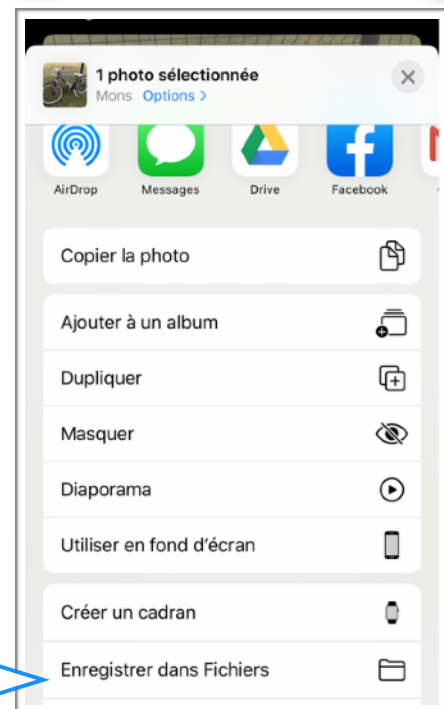 1 photo sélectionnée
Mons Options >
AirDrop Messages Drive Facebook
Copier la photo
Ajouter à un album
Dupliquer
Masquer
Diaporama
Utiliser en fond d'écran
Créer un cadran
Enregistrer dans Fichiers